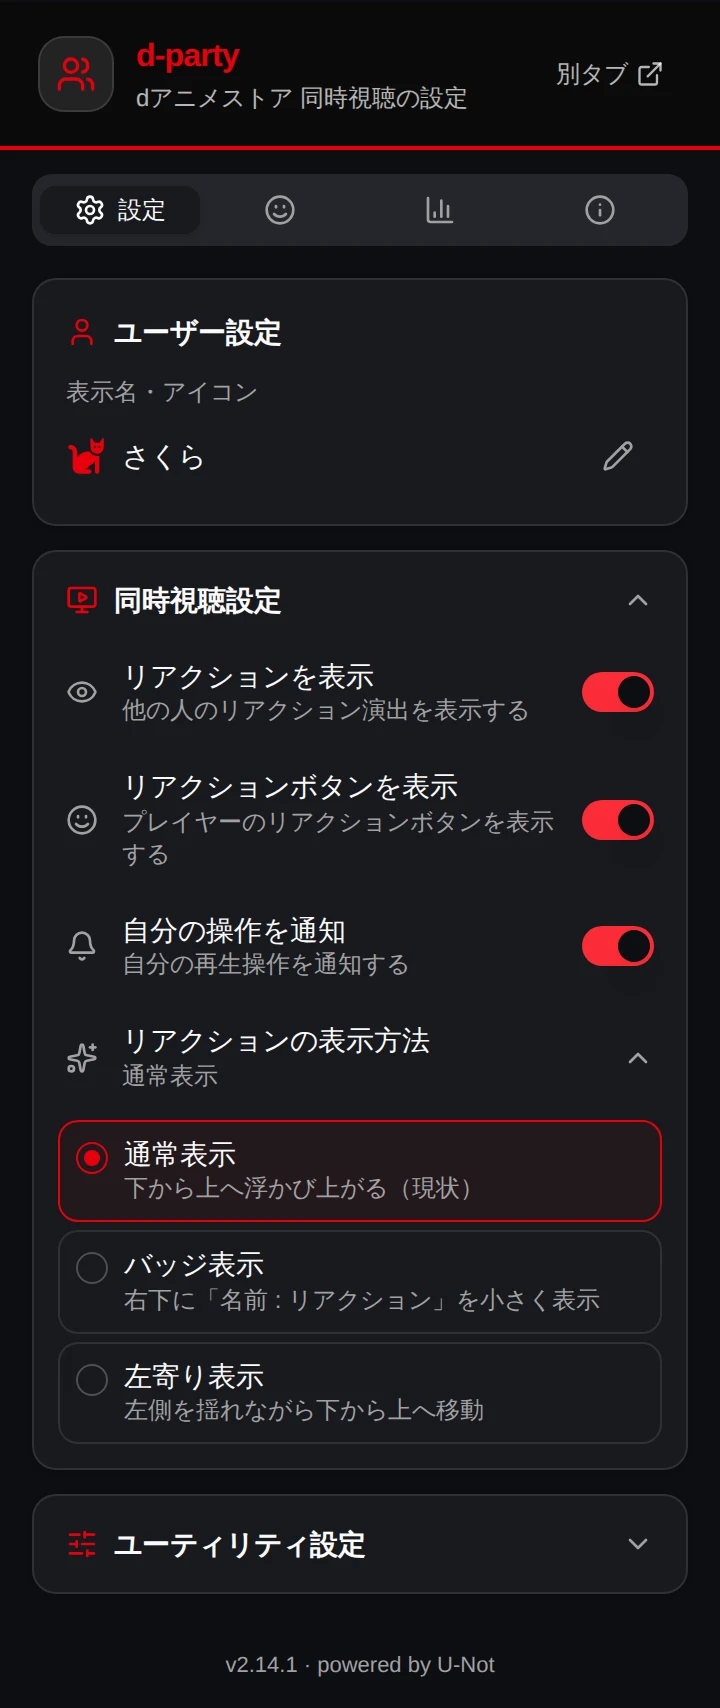 d-party
dアニメストア 同時視聴の設定
別タブ
設定
ユーザー設定
表示名・アイコン
さくら
同時視聴設定
リアクションを表示
他の人のリアクション演出を表示する
リアクションボタンを表示
プレイヤーのリアクションボタンを表示
する
自分の操作を通知
自分の再生操作を通知する
リアクションの表示方法
通常表示
通常表示
下から上へ浮かび上がる（現状）
バッジ表示
右下に「名前 : リアクション」を小さく表示
左寄り表示
左側を揺れながら下から上へ移動
ユーティリティ設定
v2.14.1 · powered by U-Not